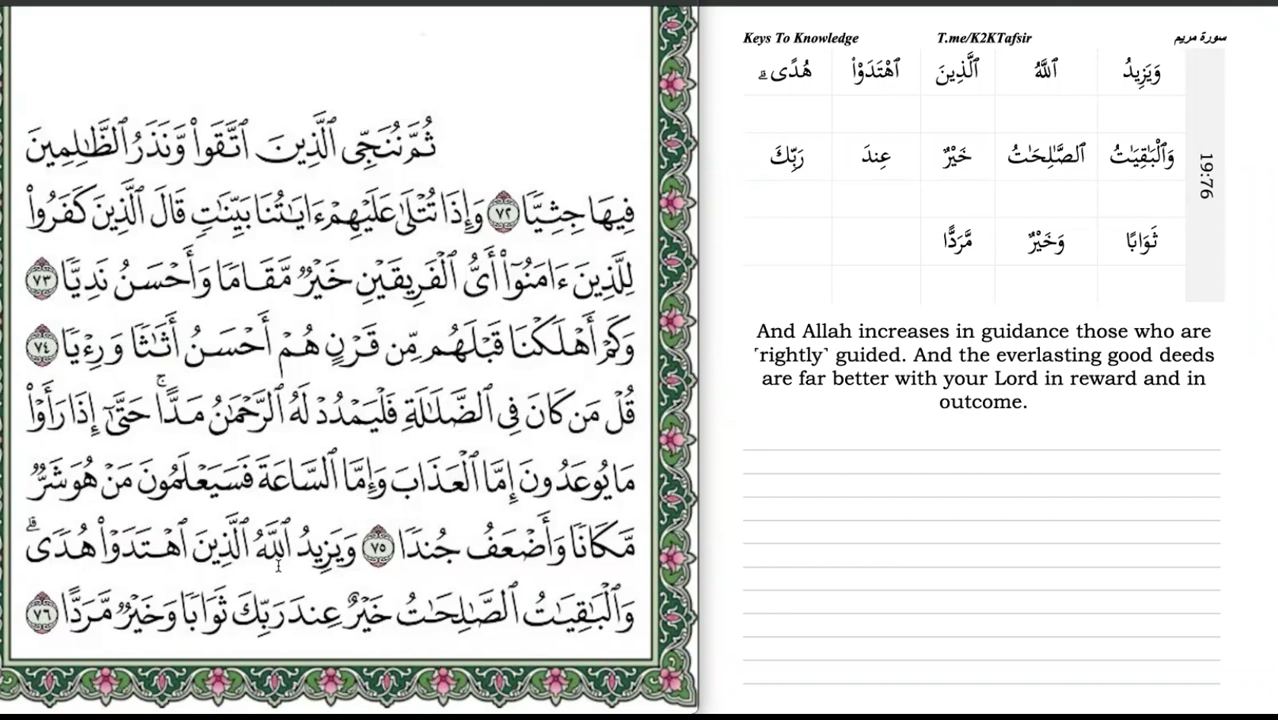 ثُمَّ نُنَجِّى ٱلَّذِينَ ٱتَّقَوا۟ وَّنَذَرُ ٱلظَّـٰلِمِينَ
فِيهَا جِثِيًّا ٧٢ وَإِذَا تُتْلَىٰ عَلَيْهِمْ ءَايَـٰتُنَا بَيِّنَـٰتٍ قَالَ ٱلَّذِينَ كَفَرُوا۟
لِلَّذِينَ ءَامَنُوٓا۟ أَىُّ ٱلْفَرِيقَيْنِ خَيْرٌ مَّقَامًا وَأَحْسَنُ نَدِيًّا ٧٣
وَكَمْ أَهْلَكْنَا قَبْلَهُم مِّن قَرْنٍ هُمْ أَحْسَنُ أَثَـٰثًا وَرِءْيًا ٧٤
قُلْ مَن كَانَ فِى ٱلضَّلَـٰلَةِ فَلْيَمْدُدْ لَهُ ٱلرَّحْمَـٰنُ مَدًّا ۚ حَتَّىٰٓ إِذَا رَأَوْا۟
مَا يُوعَدُونَ إِمَّا ٱلْعَذَابَ وَإِمَّا ٱلسَّاعَةَ فَسَيَعْلَمُونَ مَنْ هُوَ شَرٌّ
مَّكَانًا وَأَضْعَفُ جُندًا ٧٥ وَيَزِيدُ ٱللَّهُ ٱلَّذِينَ ٱهْتَدَوْا۟ هُدًى ۗ
وَٱلْبَـٰقِيَـٰتُ ٱلصَّـٰلِحَـٰتُ خَيْرٌ عِندَ رَبِّكَ ثَوَابًا وَخَيْرٌ مَّرَدًّا ٧٦
Keys To Knowledge T.me/K2KTafsir سورة مريم
وَيَزِيدُ ٱللَّهُ ٱلَّذِينَ ٱهْتَدَوْا۟ هُدًى ۗ
وَٱلْبَـٰقِيَـٰتُ ٱلصَّـٰلِحَـٰتُ خَيْرٌ عِندَ رَبِّكَ
19:76
ثَوَابًا وَخَيْرٌ مَّرَدًّا
And Allah increases in guidance those who are
˹rightly˺ guided. And the everlasting good deeds
are far better with your Lord in reward and in
outcome.